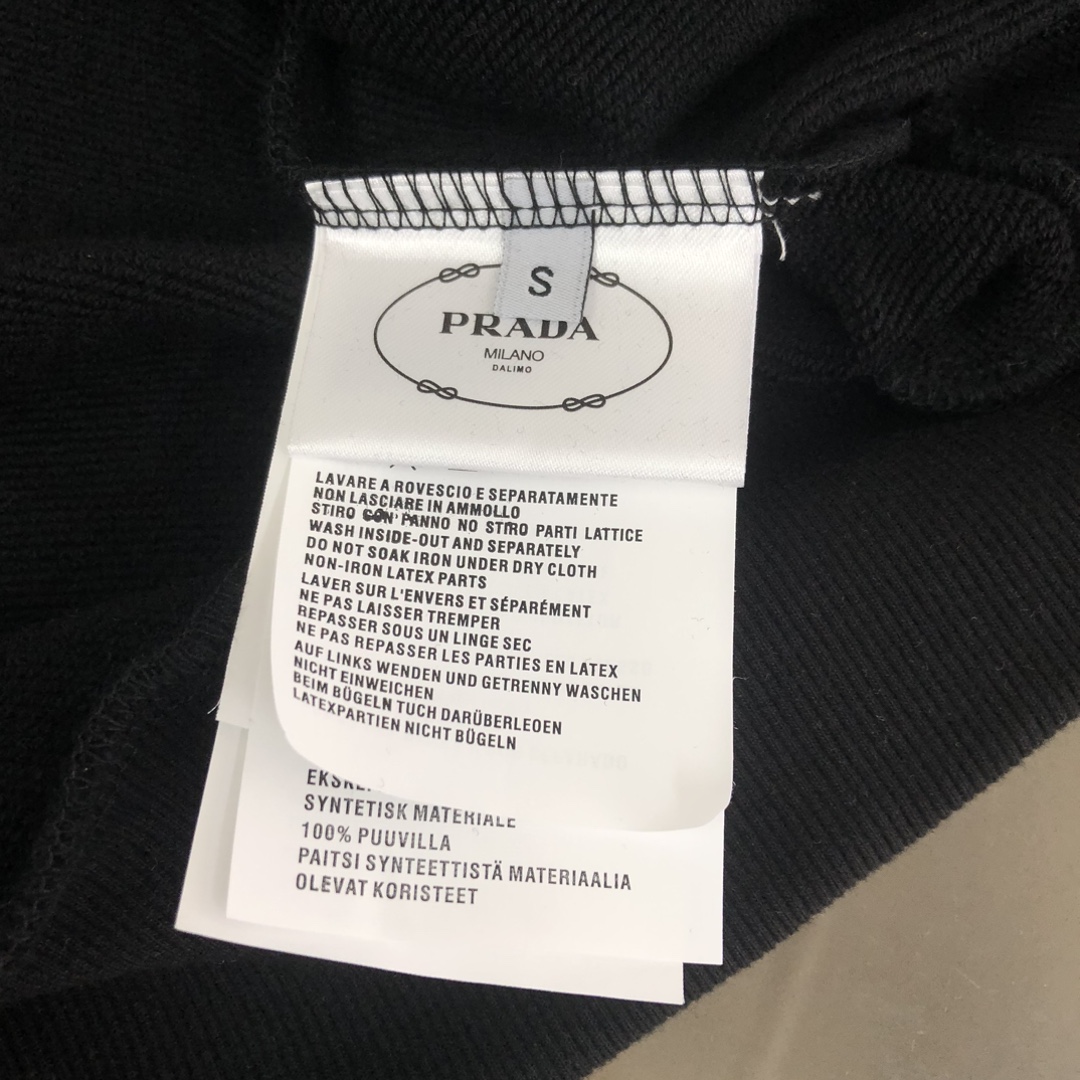 S
PRADA
MILANO
DALIMO
LAVARE A ROVESCIO E SEPARATAMENTE
NON LASCIARE IN AMMOLLO
STIRO CON PANNO NO STIRO PARTI LATTICE
WASH INSIDE-OUT AND SEPARATELY
DO NOT SOAK IRON UNDER DRY CLOTH
NON-IRON LATEX PARTS
LAVER SUR L'ENVERS ET SÉPARÉMENT
NE PAS LAISSER TREMPER
REPASSER SOUS UN LINGE SEC
NE PAS REPASSER LES PARTIES EN LATEX
AUF LINKS WENDEN UND GETRENNY WASCHEN
NICHT EINWEICHEN
BEIM BÜGELN TUCH DARÜBERLEOEN
LATEXPARTIEN NICHT BÜGELN
SYNTETISK MATERIALE
100% PUUVILLA
PAITSI SYNTEETTISTÄ MATERIAALIA
OLEVAT KORISTEET